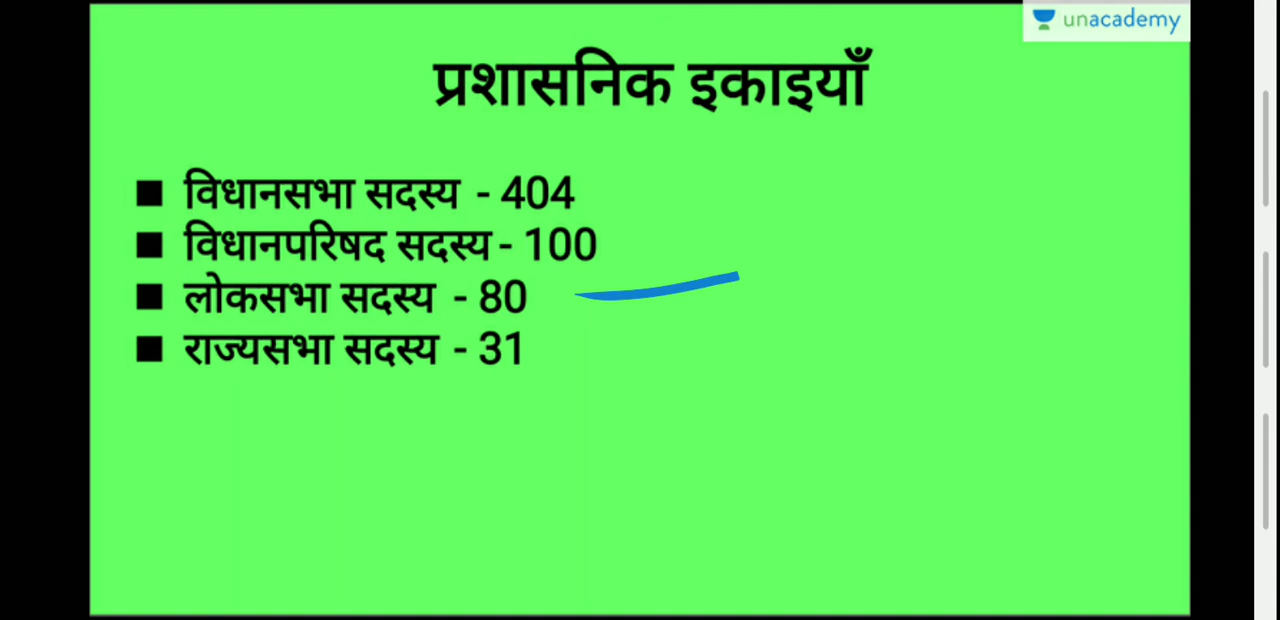 unacademy
प्रशासनिक इकाइयाँ
■ विधानसभा सदस्य - 404
■ विधानपरिषद सदस्य - 100
■ लोकसभा सदस्य - 80
■ राज्यसभा सदस्य - 31